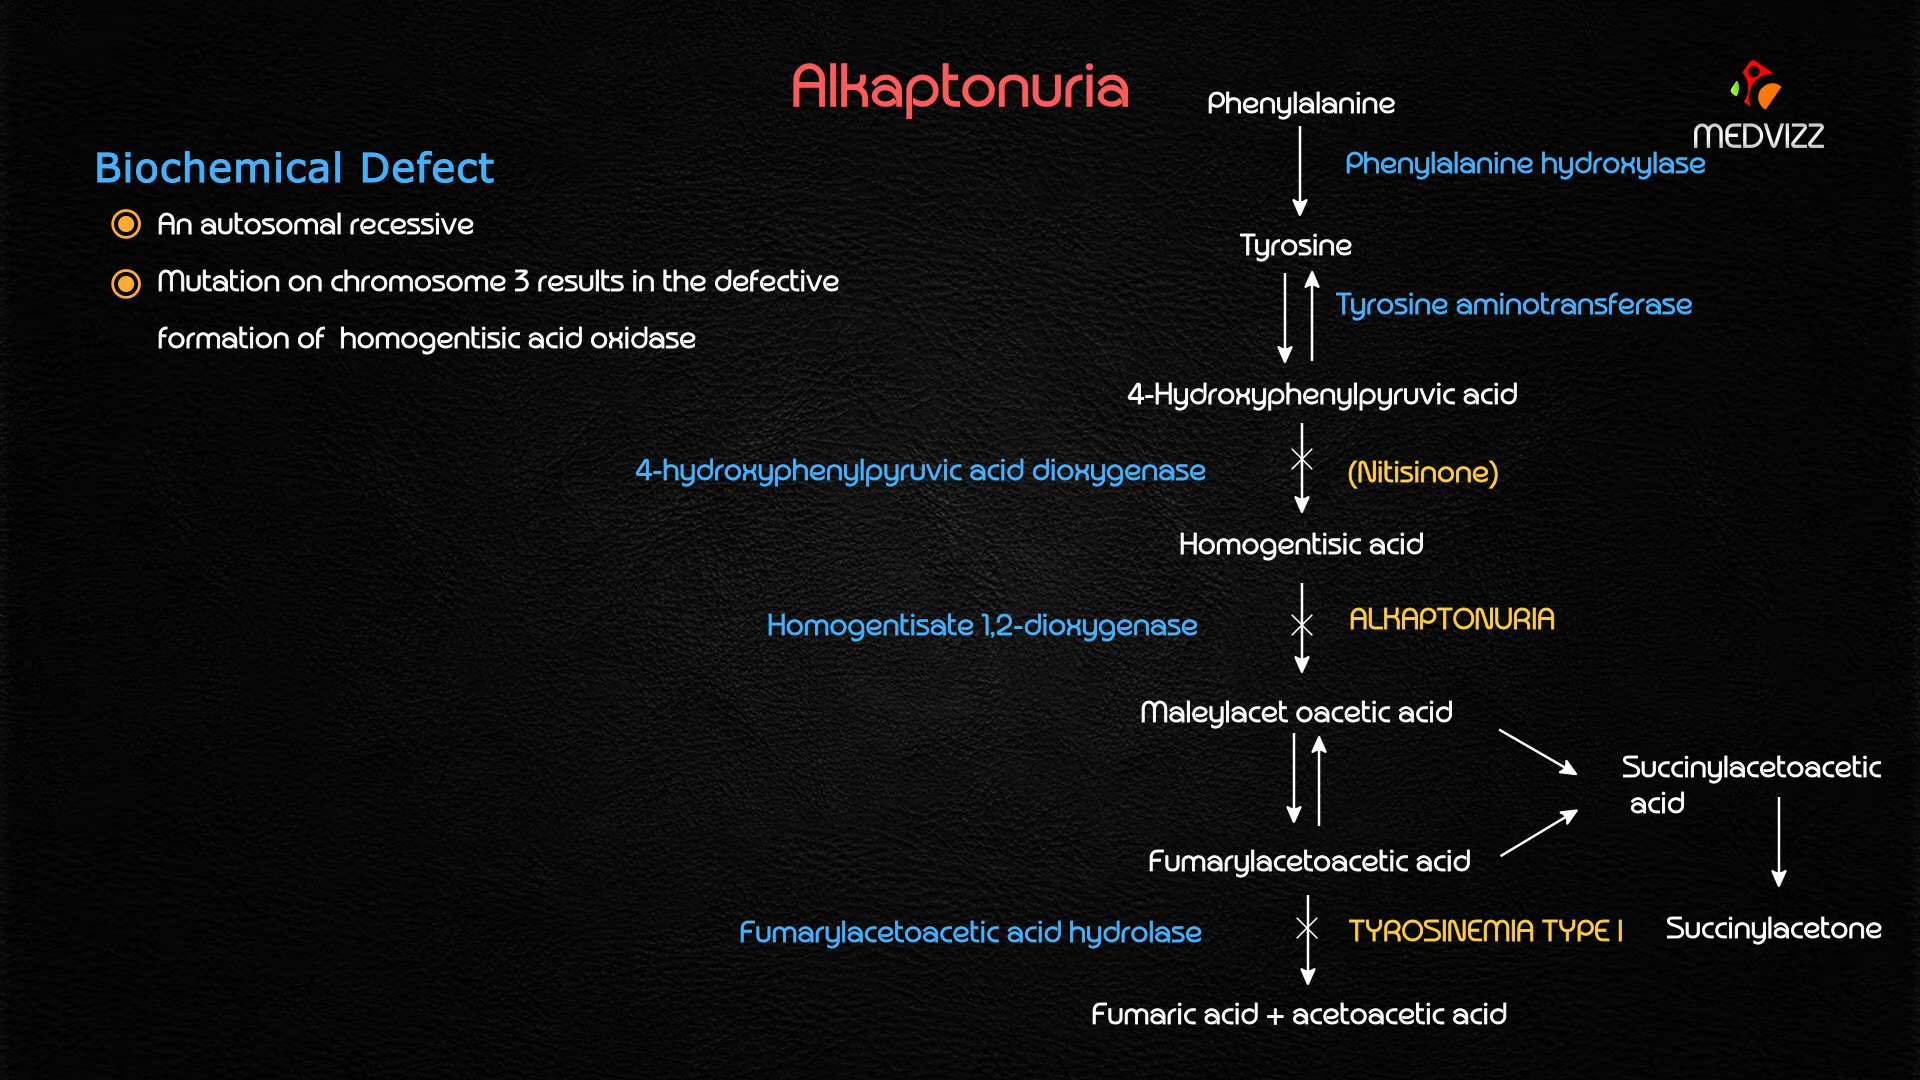 Alkaptonuria
MEDVIZZ
Biochemical Defect
An autosomal recessive
Mutation on chromosome 3 results in the defective
formation of homogentisic acid oxidase
Phenylalanine
Phenylalanine hydroxylase
Tyrosine
Tyrosine aminotransferase
4-Hydroxyphenylpyruvic acid
4-hydroxyphenylpyruvic acid dioxygenase
(Nitisinone)
Homogentisic acid
Homogentisate 1,2-dioxygenase
ALKAPTONURIA
Maleylacet oacetic acid
Succinylacetoacetic
acid
Fumarylacetoacetic acid
Fumarylacetoacetic acid hydrolase
TYROSINEMIA TYPE I
Succinylacetone
Fumaric acid + acetoacetic acid